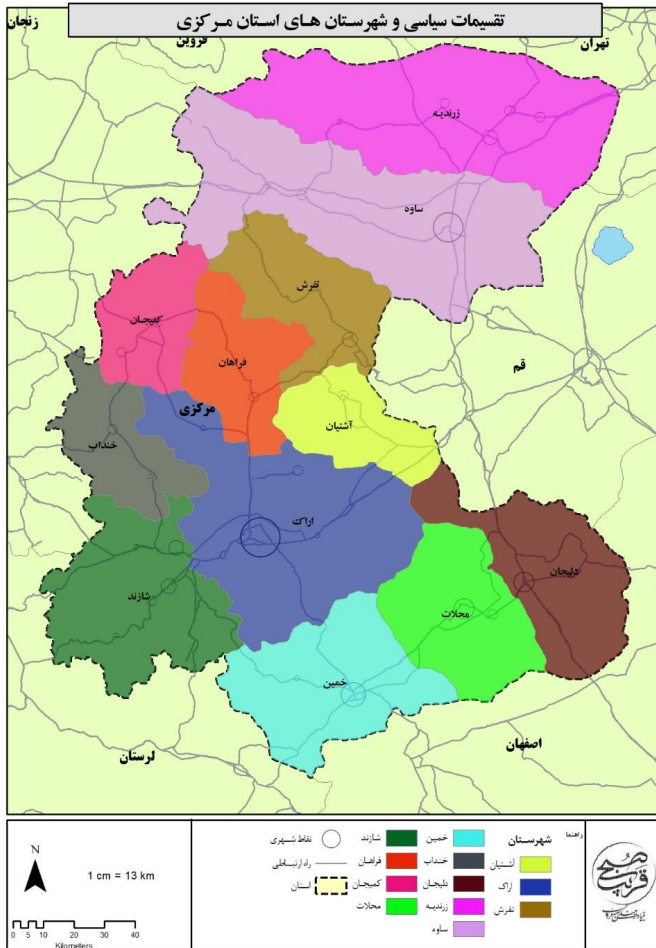 تقسیمات سیاسی و شهرستان های استان مرکزی
زنجان
قزوین
تهران
زرندیه
ساوه
تفرش
کمیجان
فراهان
قم
مرکزی
آشتیان
خنداب
اراک
دلیجان
شازند
محلات
خمین
لرستان
اصفهان
راهنما
شهرستان
آشتیان
اراک
تفرش
خمین
خنداب
دلیجان
زرندیه
ساوه
شازند
فراهان
کمیجان
محلات
نقاط شهری
راه ارتباطی
استان
N
1 cm = 13 km
0 5 10 20 30 40
Kilometers